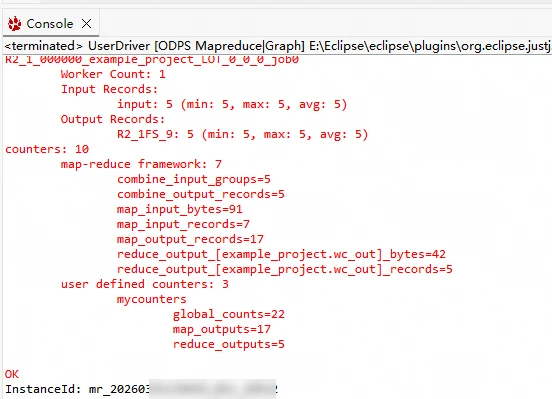 Console
<terminated> UserDriver [ODPS Mapreduce|Graph] E:\Eclipse\eclipse\plugins\org.eclipse.justj
R2_1_000000_example_project_LOT_0_0_0_job0
Worker Count: 1
Input Records:
input: 5 (min: 5, max: 5, avg: 5)
Output Records:
R2_1FS_9: 5 (min: 5, max: 5, avg: 5)
counters: 10
map-reduce framework: 7
combine_input_groups=5
combine_output_records=5
map_input_bytes=91
map_input_records=7
map_output_records=17
reduce_output_[example_project.wc_out]_bytes=42
reduce_output_[example_project.wc_out]_records=5
user defined counters: 3
mycounters
global_counts=22
map_outputs=17
reduce_outputs=5
OK
InstanceId: mr_20260